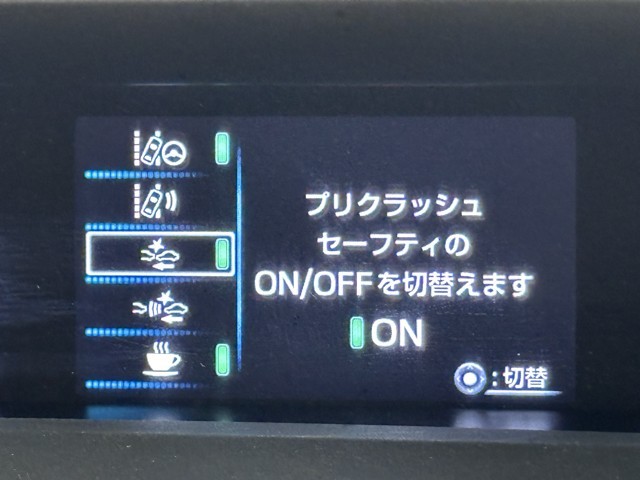 プリクラッシュ
セーフティの
ON/OFFを切替えます
ON
:切替